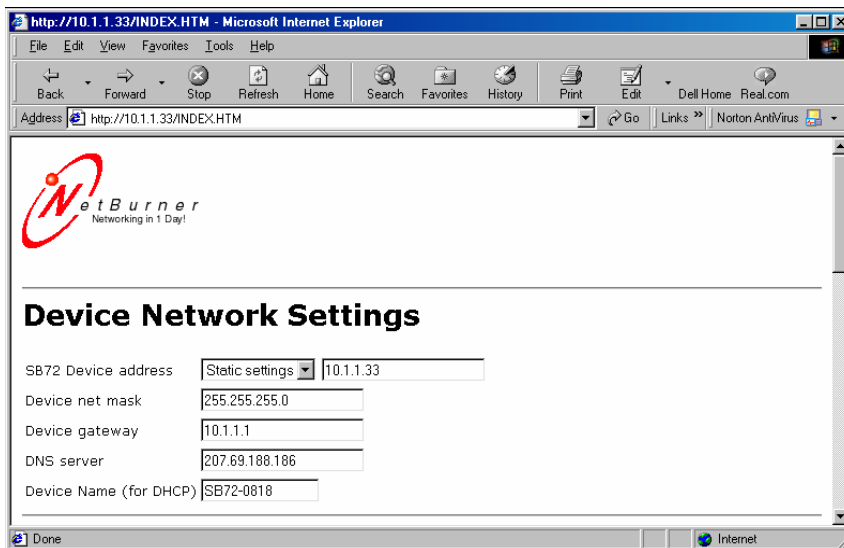 http://10.1.1.33/INDEX.HTM - Microsoft Internet Explorer
File Edit View Favorites Tools Help
Back Forward Stop Refresh Home Search Favorites History Print Edit Dell Home Real.com
Address http://10.1.1.33/INDEX.HTM Go Links » Norton AntiVirus
NetBurner
Networking in 1 Day!
Device Network Settings
SB72 Device address Static settings 10.1.1.33
Device net mask 255.255.255.0
Device gateway 10.1.1.1
DNS server 207.69.188.186
Device Name (for DHCP) SB72-0818
Done Internet